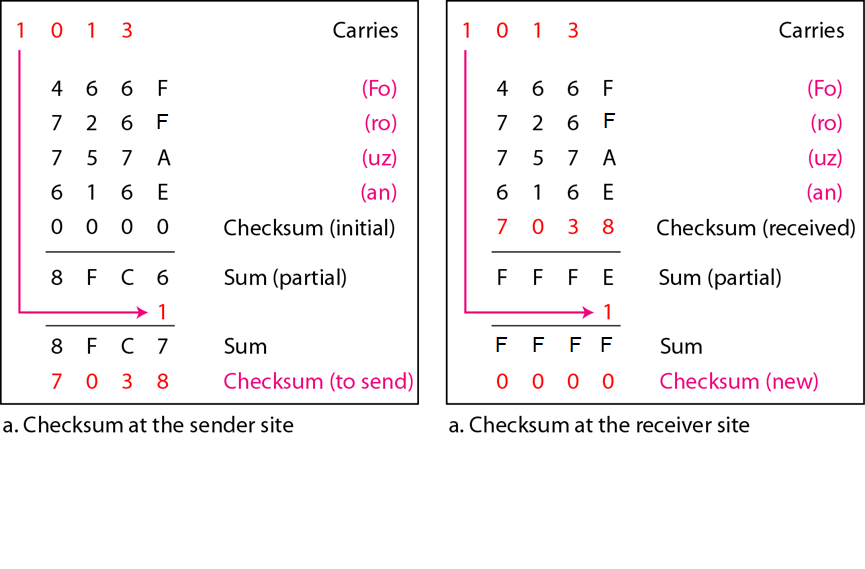 1 0 1 3 Carries
4 6 6 F (Fo)
7 2 6 F (ro)
7 5 7 A (uz)
6 1 6 E (an)
0 0 0 0 Checksum (initial)
8 F C 6 Sum (partial)
1
8 F C 7 Sum
7 0 3 8 Checksum (to send)
a. Checksum at the sender site
1 0 1 3 Carries
4 6 6 F (Fo)
7 2 6 F (ro)
7 5 7 A (uz)
6 1 6 E (an)
7 0 3 8 Checksum (received)
F F F E Sum (partial)
1
F F F F Sum
0 0 0 0 Checksum (new)
a. Checksum at the receiver site